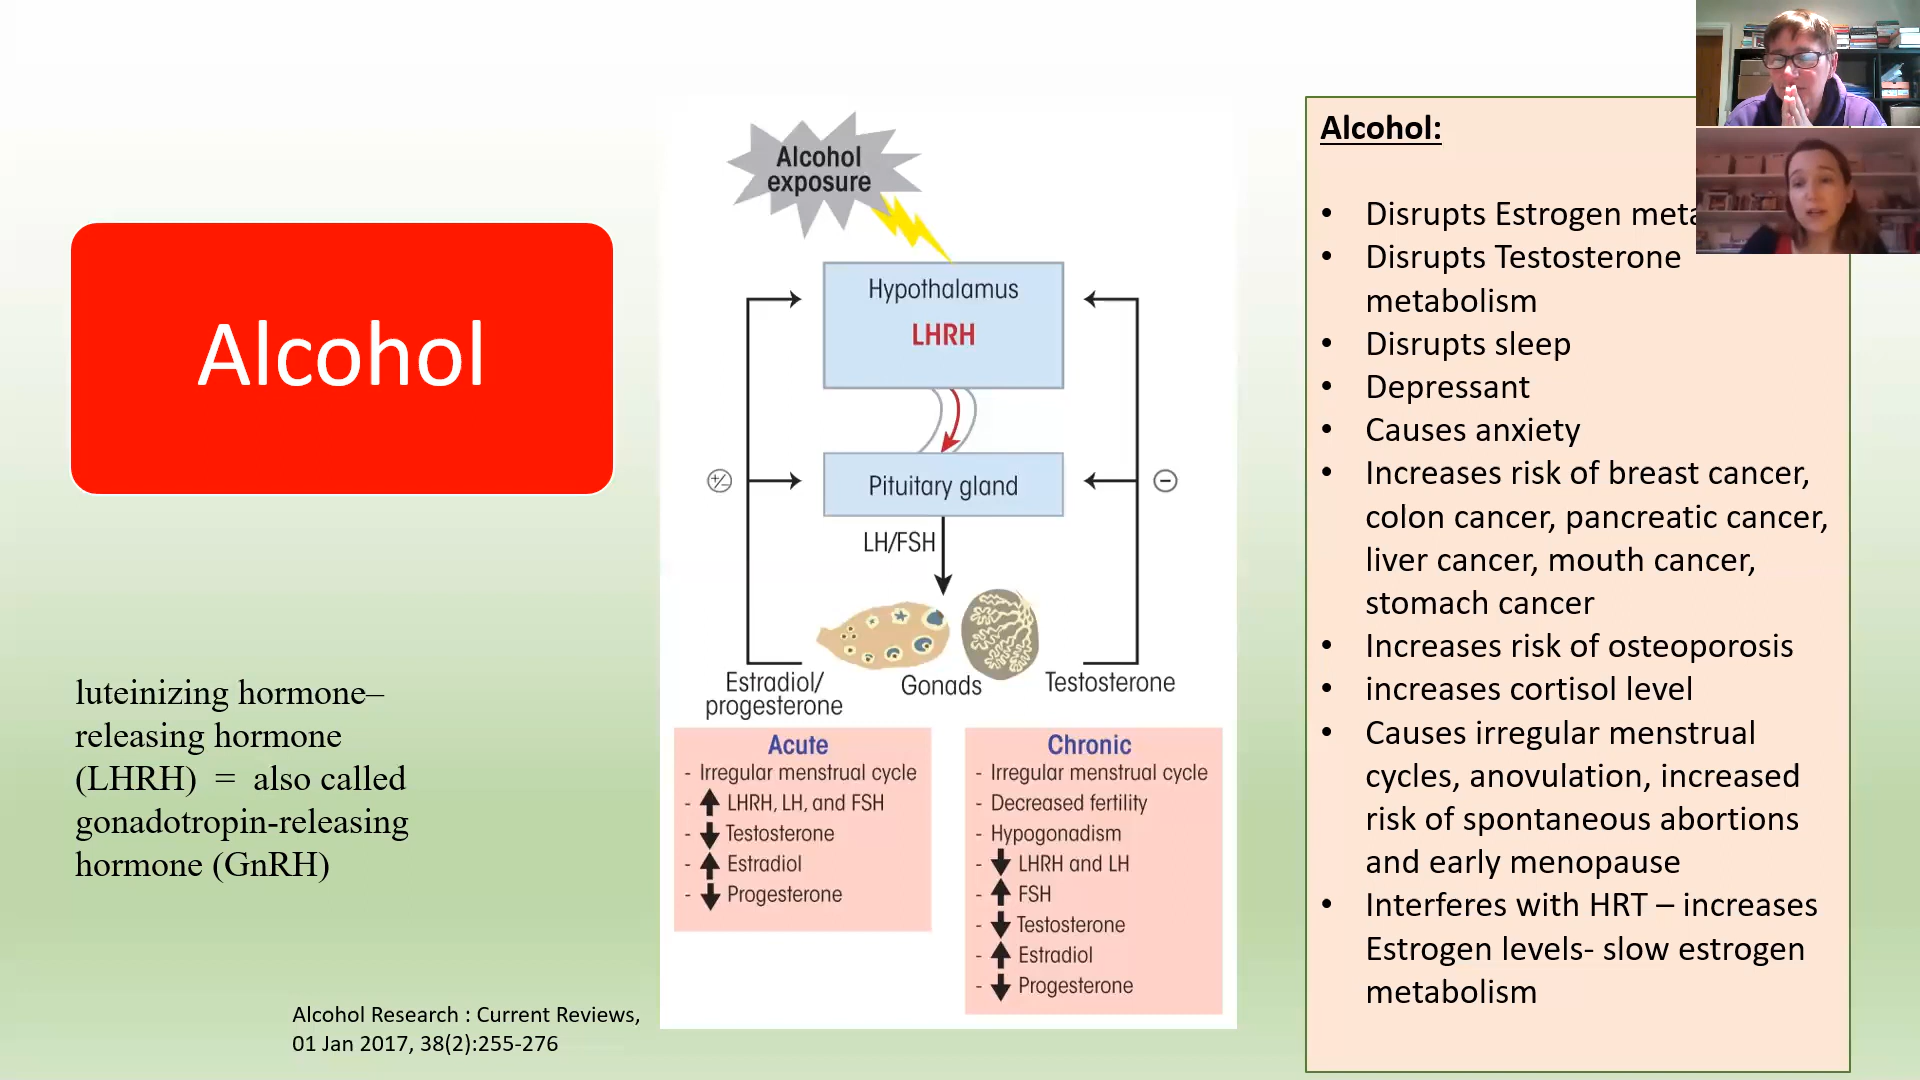 Alcohol
luteinizing hormone–
releasing hormone
(LHRH) = also called
gonadotropin-releasing
hormone (GnRH)
Alcohol Research : Current Reviews,
01 Jan 2017, 38(2):255-276
Alcohol
exposure
Hypothalamus
LHRH
+/-
Pituitary gland
−
LH/FSH
Estradiol/
progesterone
Gonads
Testosterone
Acute
- Irregular menstrual cycle
- ↑ LHRH, LH, and FSH
- ↓ Testosterone
- ↑ Estradiol
- ↓ Progesterone
Chronic
- Irregular menstrual cycle
- Decreased fertility
- Hypogonadism
- ↓ LHRH and LH
- ↑ FSH
- ↓ Testosterone
- ↑ Estradiol
- ↓ Progesterone
Alcohol:
• Disrupts Estrogen
• Disrupts Testosterone
metabolism
• Disrupts sleep
• Depressant
• Causes anxiety
• Increases risk of breast cancer,
colon cancer, pancreatic cancer,
liver cancer, mouth cancer,
stomach cancer
• Increases risk of osteoporosis
• increases cortisol level
• Causes irregular menstrual
cycles, anovulation, increased
risk of spontaneous abortions
and early menopause
• Interferes with HRT – increases
Estrogen levels- slow estrogen
metabolism